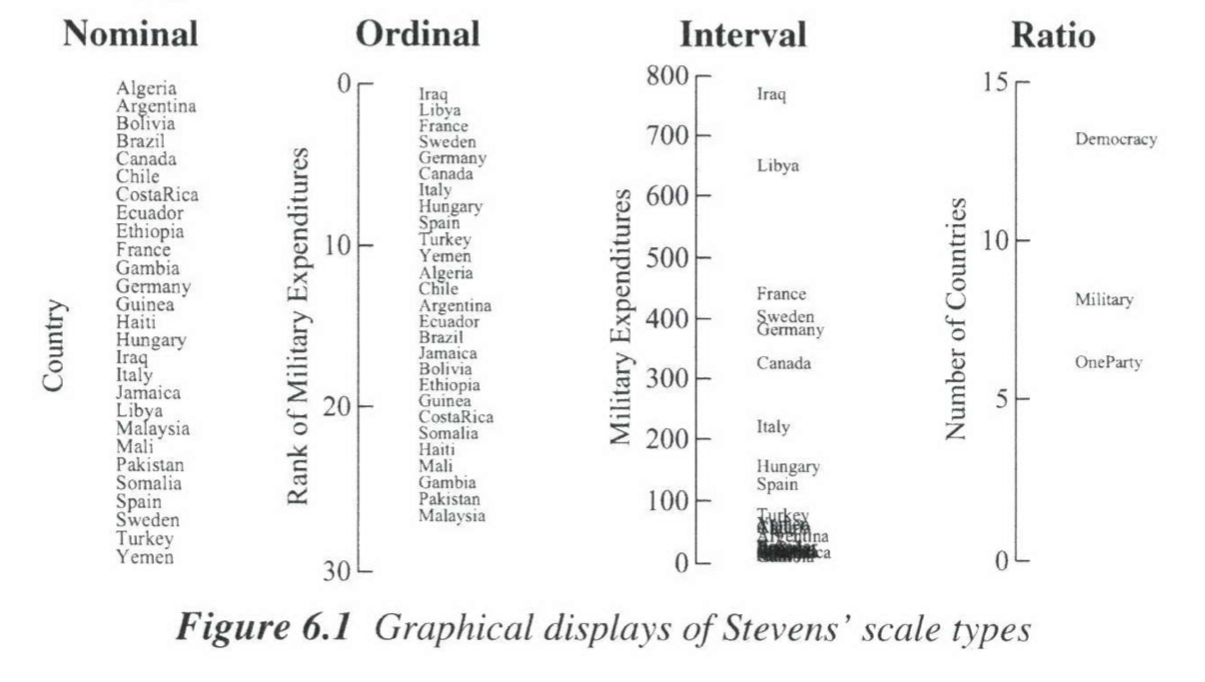 Nominal
Country
Algeria
Argentina
Bolivia
Brazil
Canada
Chile
CostaRica
Ecuador
Ethiopia
France
Gambia
Germany
Guinea
Haiti
Hungary
Iraq
Italy
Jamaica
Libya
Malaysia
Mali
Pakistan
Somalia
Spain
Sweden
Turkey
Yemen
Ordinal
Rank of Military Expenditures
0
10
20
30
Iraq
Libya
France
Sweden
Germany
Canada
Italy
Hungary
Spain
Turkey
Yemen
Algeria
Chile
Argentina
Ecuador
Brazil
Jamaica
Bolivia
Ethiopia
Guinea
CostaRica
Somalia
Haiti
Mali
Gambia
Pakistan
Malaysia
Interval
Military Expenditures
800
700
600
500
400
300
200
100
0
Iraq
Libya
France
Sweden
Germany
Canada
Italy
Hungary
Spain
Turkey
Argentina
Ratio
Number of Countries
15
10
5
0
Democracy
Military
OneParty
Figure 6.1 Graphical displays of Stevens' scale types